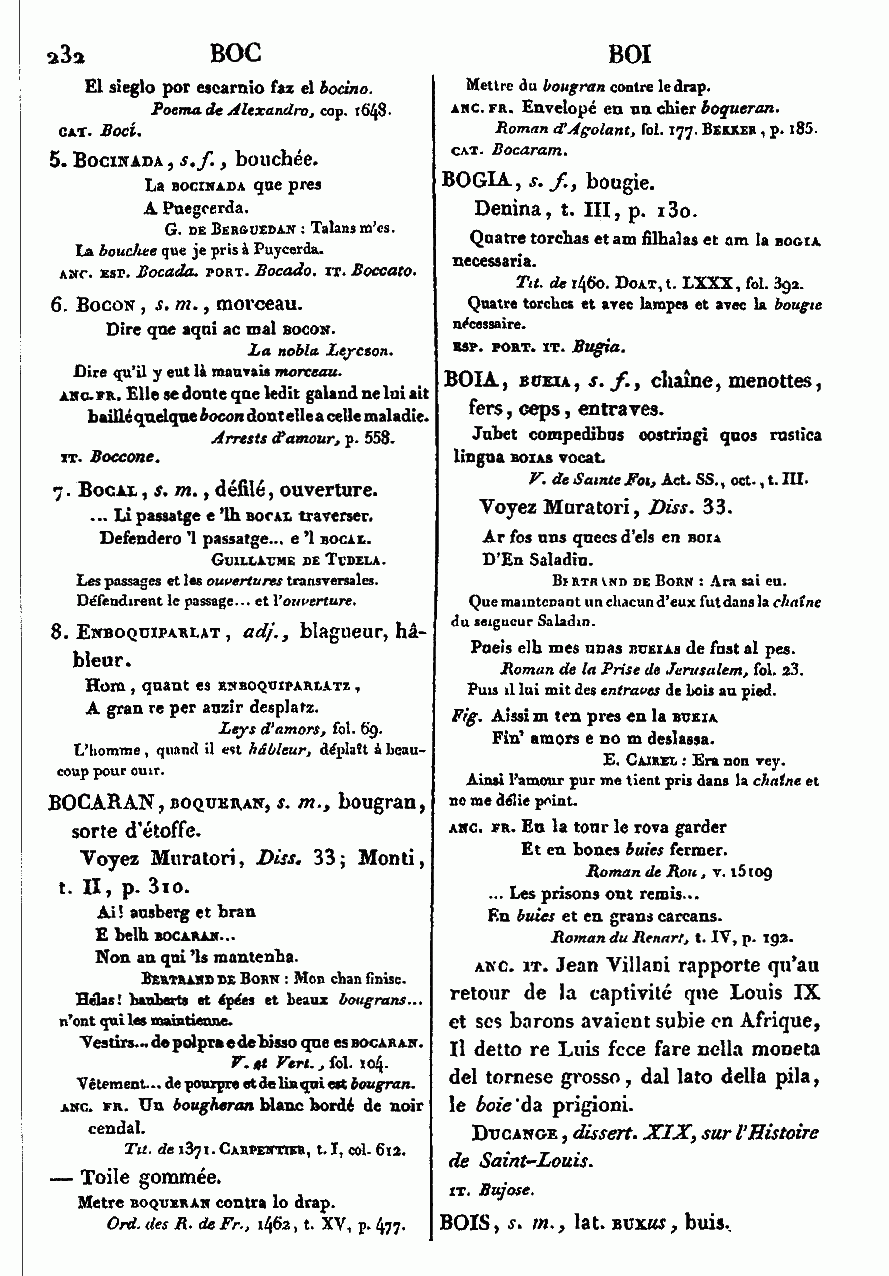 232 BOC BOI
El sieglo por escarnio faz el bocino.
Poema de Alexandro, cop. 1648.
CAT. Bocí.
5. BOCINADA, s. f., bouchée.
La BOCINADA que pres
A Puegcerda.
G. DE BERGUEDAN : Talans m'es.
La bouchee que je pris à Puycerda.
ANC. ESP. Bocada. PORT. Bocado. IT. Boccato.
6. BOCON, s. m., morceau.
Dire que aqui ac mal BOCON.
La nobla Leyczon.
Dire qu'il y eut là mauvais morceau.
ANC. FR. Elle se doute que ledit galand ne lui ait
baillé quelque bocon dont elle a celle maladie.
Arrests d'amour, p. 558.
IT. Boccone.
7. BOCAL, s. m., défilé, ouverture.
... Li passatge e 'lh BOCAL traverser.
Defendero 'l passatge... e 'l BOCAL.
GUILLAUME DE TUDELA.
Les passages et les ouvertures transversales.
Défendirent le passage... et l'ouverture.
8. ENBOQUIPARLAT, adj., blagueur, hâ-
bleur.
Hom, quant es ENBOQUIPARLATZ,
A gran re per auzir desplatz.
Leys d'amors, fol. 69.
L'homme, quand il est hâbleur, déplaît à beau-
coup pour ouir.
BOCARAN, BOQUERAN, s. m., bougran,
sorte d'étoffe.
Voyez Muratori, Diss. 33; Monti,
t. II, p. 310.
Ai! ausberg et bran
E belh BOCARAN...
Non an qui 'ls mantenha.
BERTRAND DE BORN : Mon chan finisc.
Hélas! hauberts et épées et beaux bougrans...
n'ont qui les maintienne.
Vestirs... de polpra e de bisso que es BOCARAN.
V. et Vert., fol. 104.
Vêtement... de pourpre et de lin qui est bougran.
ANC. FR. Un bougheran blanc bordé de noir
cendal.
Tit. de 1371. CARPENTIER, t. I, col. 612.
— Toile gommée.
Metre BOQUERAN contra lo drap.
Ord. des R. de Fr., 1462, t. XV, p. 477.
Mettre du bougran contre le drap.
ANC. FR. Envelopé en un chier boqueran.
Roman d'Agolant, fol. 177. BEKKER, p. 185.
CAT. Bocaram.
BOGIA, s. f., bougie.
Denina, t. III, p. 130.
Quatre torchas et am filhalas et am la BOGIA
necessaria.
Tit. de 1460. DOAT, t. LXXX, fol. 392.
Quatre torches et avec lampes et avec la bougie
nécessaire.
ESP. PORT. IT. Bugia.
BOIA, BUEIA, s. f., chaîne, menottes,
fers, ceps, entraves.
Jubet compedibus costringi quos rustica
lingua BOIAS vocat.
V. de Sainte Foi, Act. SS., oct., t. III.
Voyez Muratori, Diss. 33.
Ar fos uns quecs d'els en BOIA
D'En Saladin.
BERTRAND DE BORN : Ara sai eu.
Que maintenant un chacun d'eux fut dans la chaîne
du seigneur Saladin.
Pueis elh mes unas BUEIAS de fust al pes.
Roman de la Prise de Jerusalem, fol. 23.
Puis il lui mit des entraves de bois au pied.
Fig. Aissi m ten pres en la BUEIA
Fin' amors e no m deslassa.
E. CAIREL : Era non vey.
Ainsi l'amour pur me tient pris dans la chaîne et
ne me délie point.
ANC. FR. En la tour le rova garder
Et en bones buies fermer.
Roman de Rou, v. 15109
... Les prisons ont remis...
En buies et en grans carcans.
Roman du Renart, t. IV, p. 192.
ANC. IT. Jean Villani rapporte qu'au
retour de la captivité que Louis IX
et ses barons avaient subie en Afrique,
Il detto re Luis fece fare nella moneta
del tornese grosso, dal lato della pila,
le boie da prigioni.
DUCANGE, dissert. XIX, sur l'Histoire
de Saint-Louis.
IT. Bujose.
BOIS, s. m., lat. BUXUS, buis.